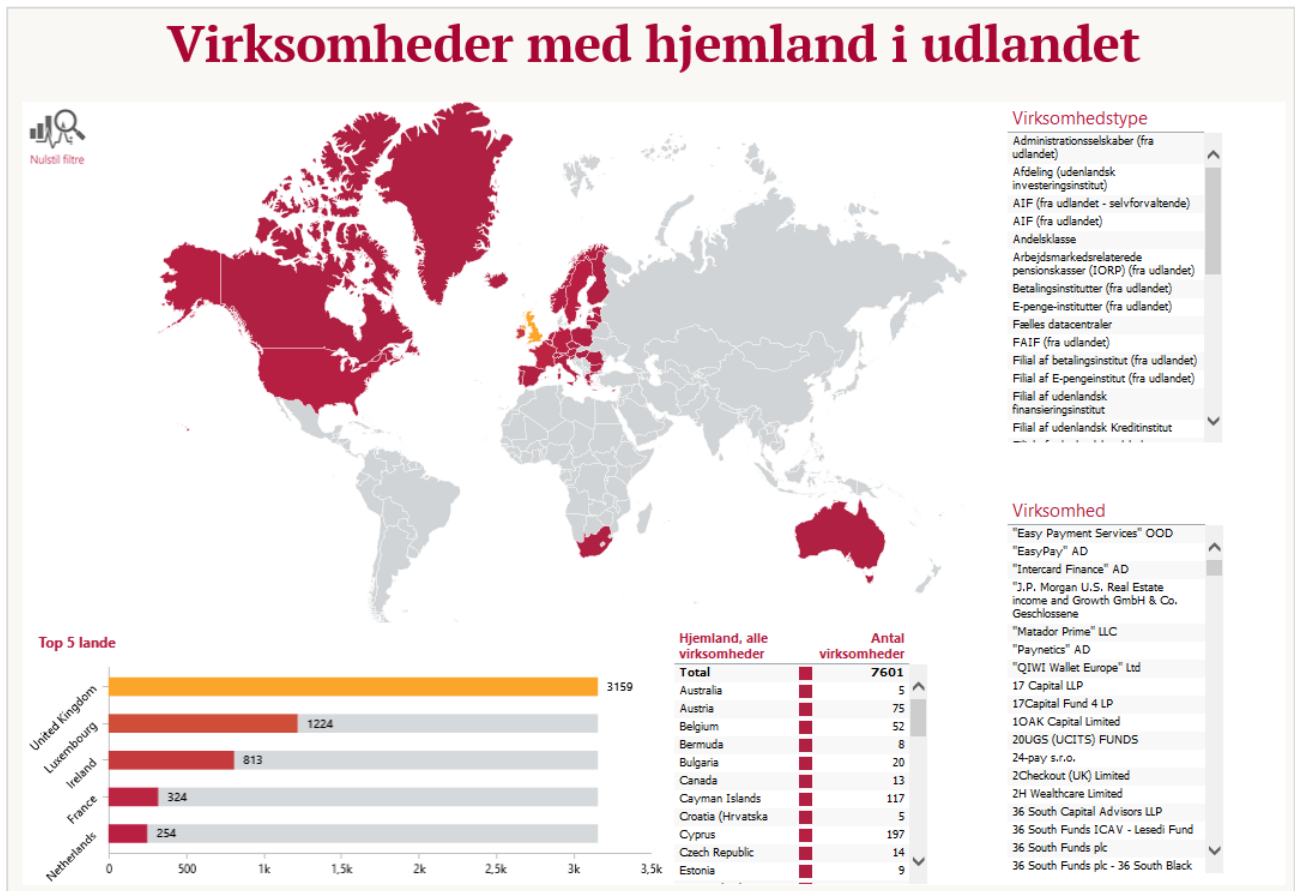 Virksomheder med hjemland i udlandet
Nulstil filtre
Virksomhedstype
Administrationsselskaber (fra
udlandet)
Afdeling (udenlandsk
investeringsinstitut)
AIF (fra udlandet - selvforvaltende)
AIF (fra udlandet)
Andelsklasse
Arbejdsmarkedsrelaterede
pensionskasser (IORP) (fra udlandet)
Betalingsinstitutter (fra udlandet)
E-penge-institutter (fra udlandet)
Fælles datacentraler
FAIF (fra udlandet)
Filial af betalingsinstitut (fra udlandet)
Filial af E-pengeinstitut (fra udlandet)
Filial af udenlandsk
finansieringsinstitut
Filial af udenlandsk Kreditinstitut
Virksomhed
"Easy Payment Services" OOD
"EasyPay" AD
"Intercard Finance" AD
"J.P. Morgan U.S. Real Estate
income and Growth GmbH & Co.
Geschlossene
"Matador Prime" LLC
"Paynetics" AD
"QIWI Wallet Europe" Ltd
17 Capital LLP
17Capital Fund 4 LP
1OAK Capital Limited
20UGS (UCITS) FUNDS
24-pay s.r.o.
2Checkout (UK) Limited
2H Wealthcare Limited
36 South Capital Advisors LLP
36 South Funds ICAV - Lesedi Fund
36 South Funds plc
36 South Funds plc - 36 South Black
Top 5 lande
United Kingdom 3159
Luxembourg 1224
Ireland 813
France 324
Netherlands 254
0 500 1k 1,5k 2k 2,5k 3k 3,5k
Hjemland, alle Antal
virksomheder virksomheder
Total 7601
Australia 5
Austria 75
Belgium 52
Bermuda 8
Bulgaria 20
Canada 13
Cayman Islands 117
Croatia (Hrvatska 5
Cyprus 197
Czech Republic 14
Estonia 9